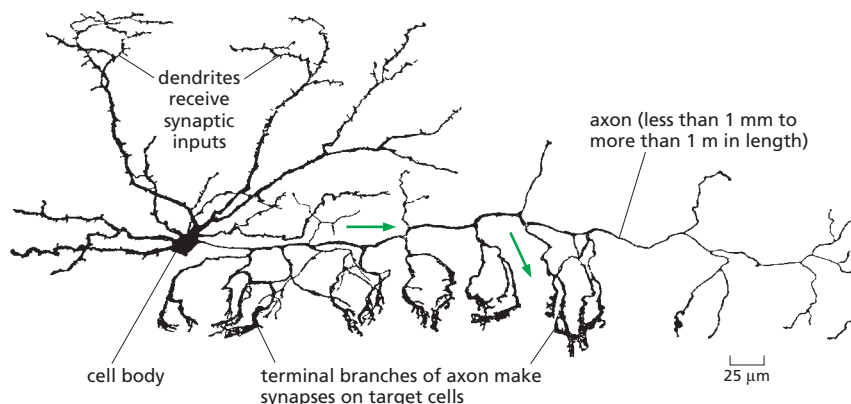 dendrites
receive
synaptic
inputs
axon (less than 1 mm to
more than 1 m in length)
cell body
terminal branches of axon make
synapses on target cells
25 μm